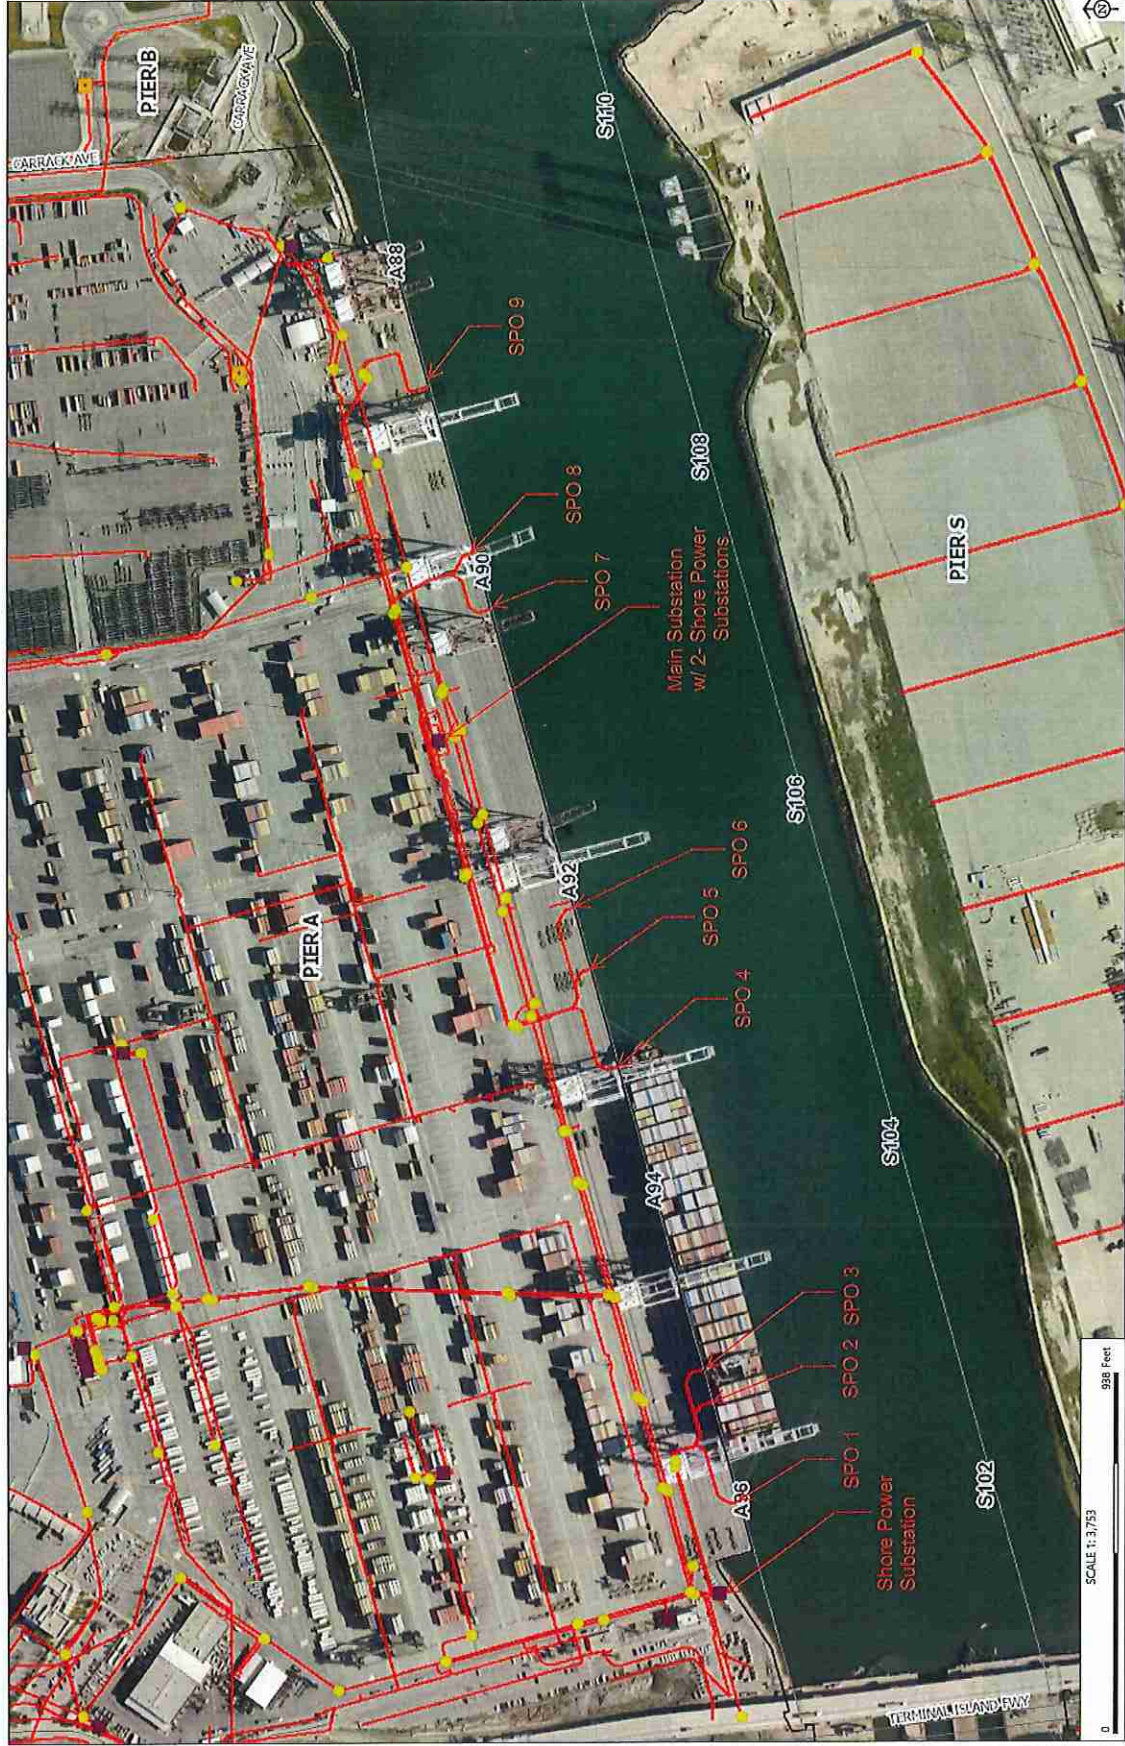 PIER B
CARRACK AVE
CARRACK AVE
A88
S110
SPO 9
SPO 8
A90
SPO 7
S108
Main Substation
w/ 2- Shore Power
Substations
PIER S
PIER A
S106
A92
SPO 6
SPO 5
SPO 4
S104
A94
SPO 3
SPO 2
SPO 1
A96
S102
Shore Power
Substation
TERMINAL ISLAND FWY
SCALE 1: 3,753
0
938 Feet
N